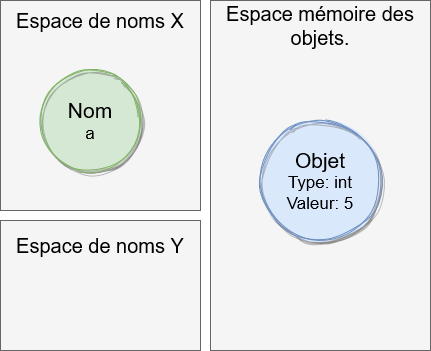 Espace de noms X
Nom
a
Espace de noms Y
Espace mémoire des
objets.
Objet
Type: int
Valeur: 5